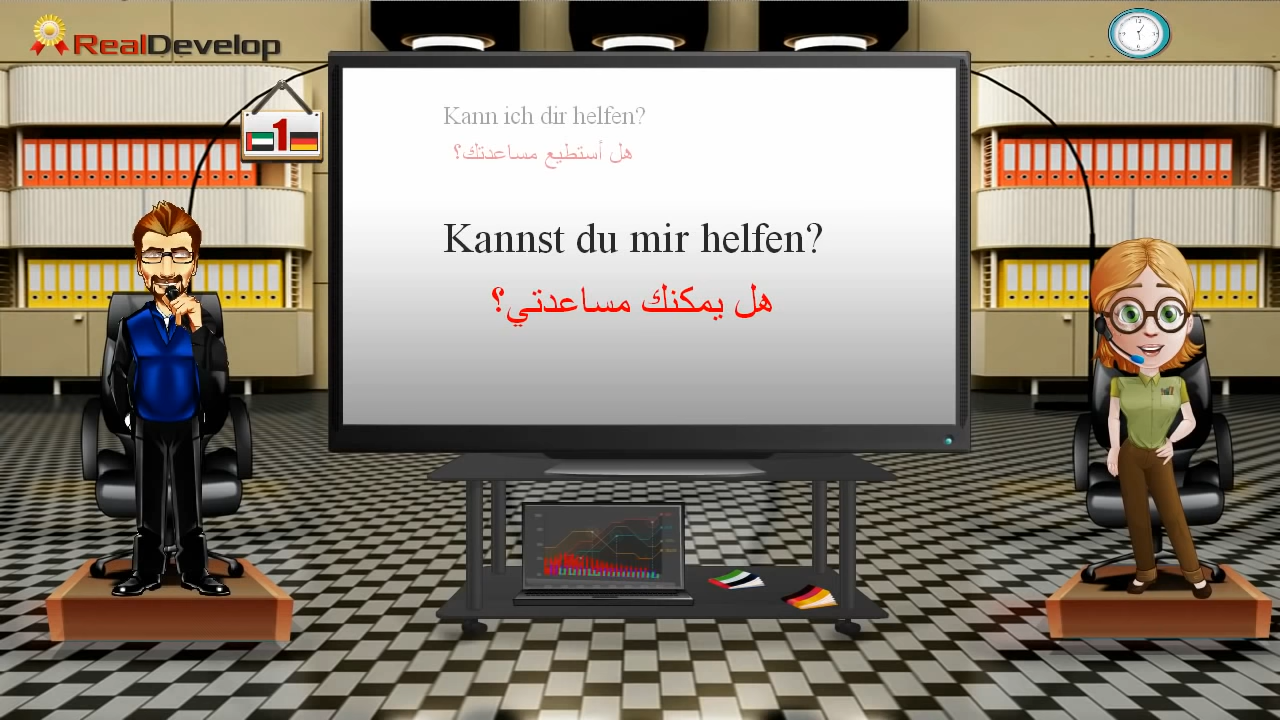 RealDevelop
1
Kann ich dir helfen?
هل أستطيع مساعدتك؟
Kannst du mir helfen?
هل يمكنك مساعدتي؟